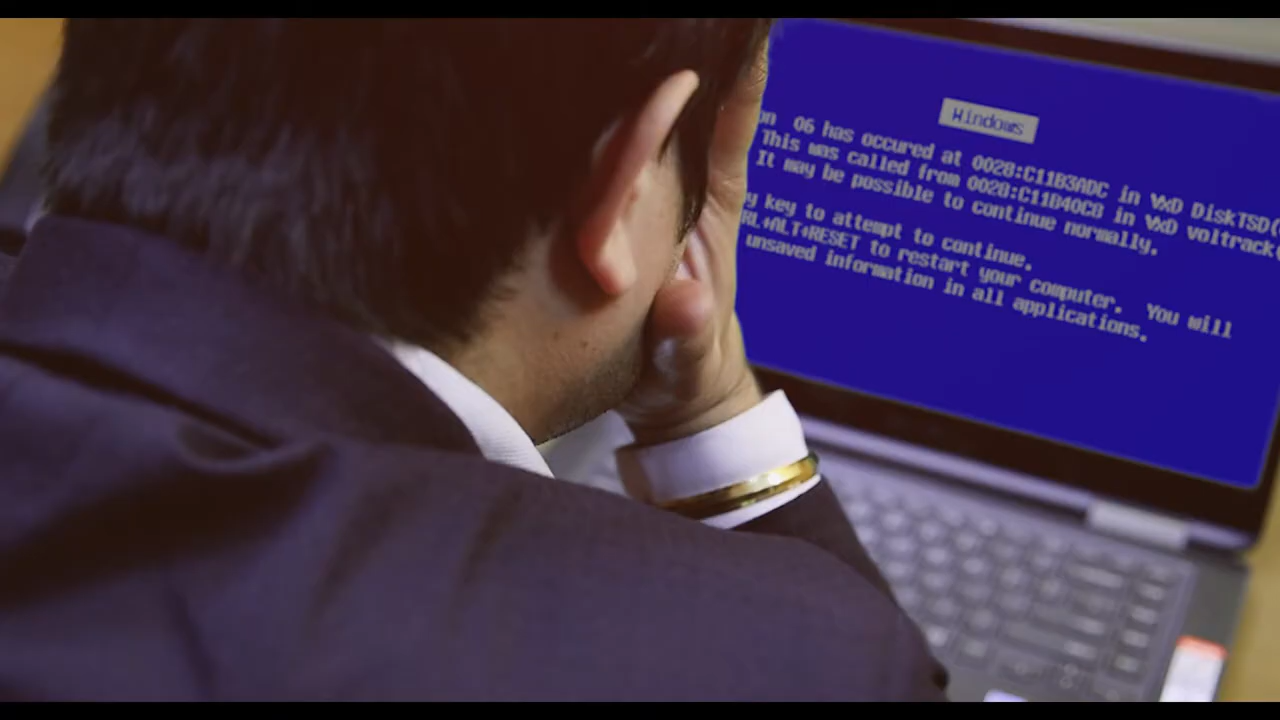 Windows
on 06 has occured at 0028:C11B3ADC in VxD DiskTSD(
This was called from 0028:C11B40C8 in VxD voltrack(
It may be possible to continue normally.
y key to attempt to continue.
RL+ALT+RESET to restart your computer. You will
unsaved information in all applications.